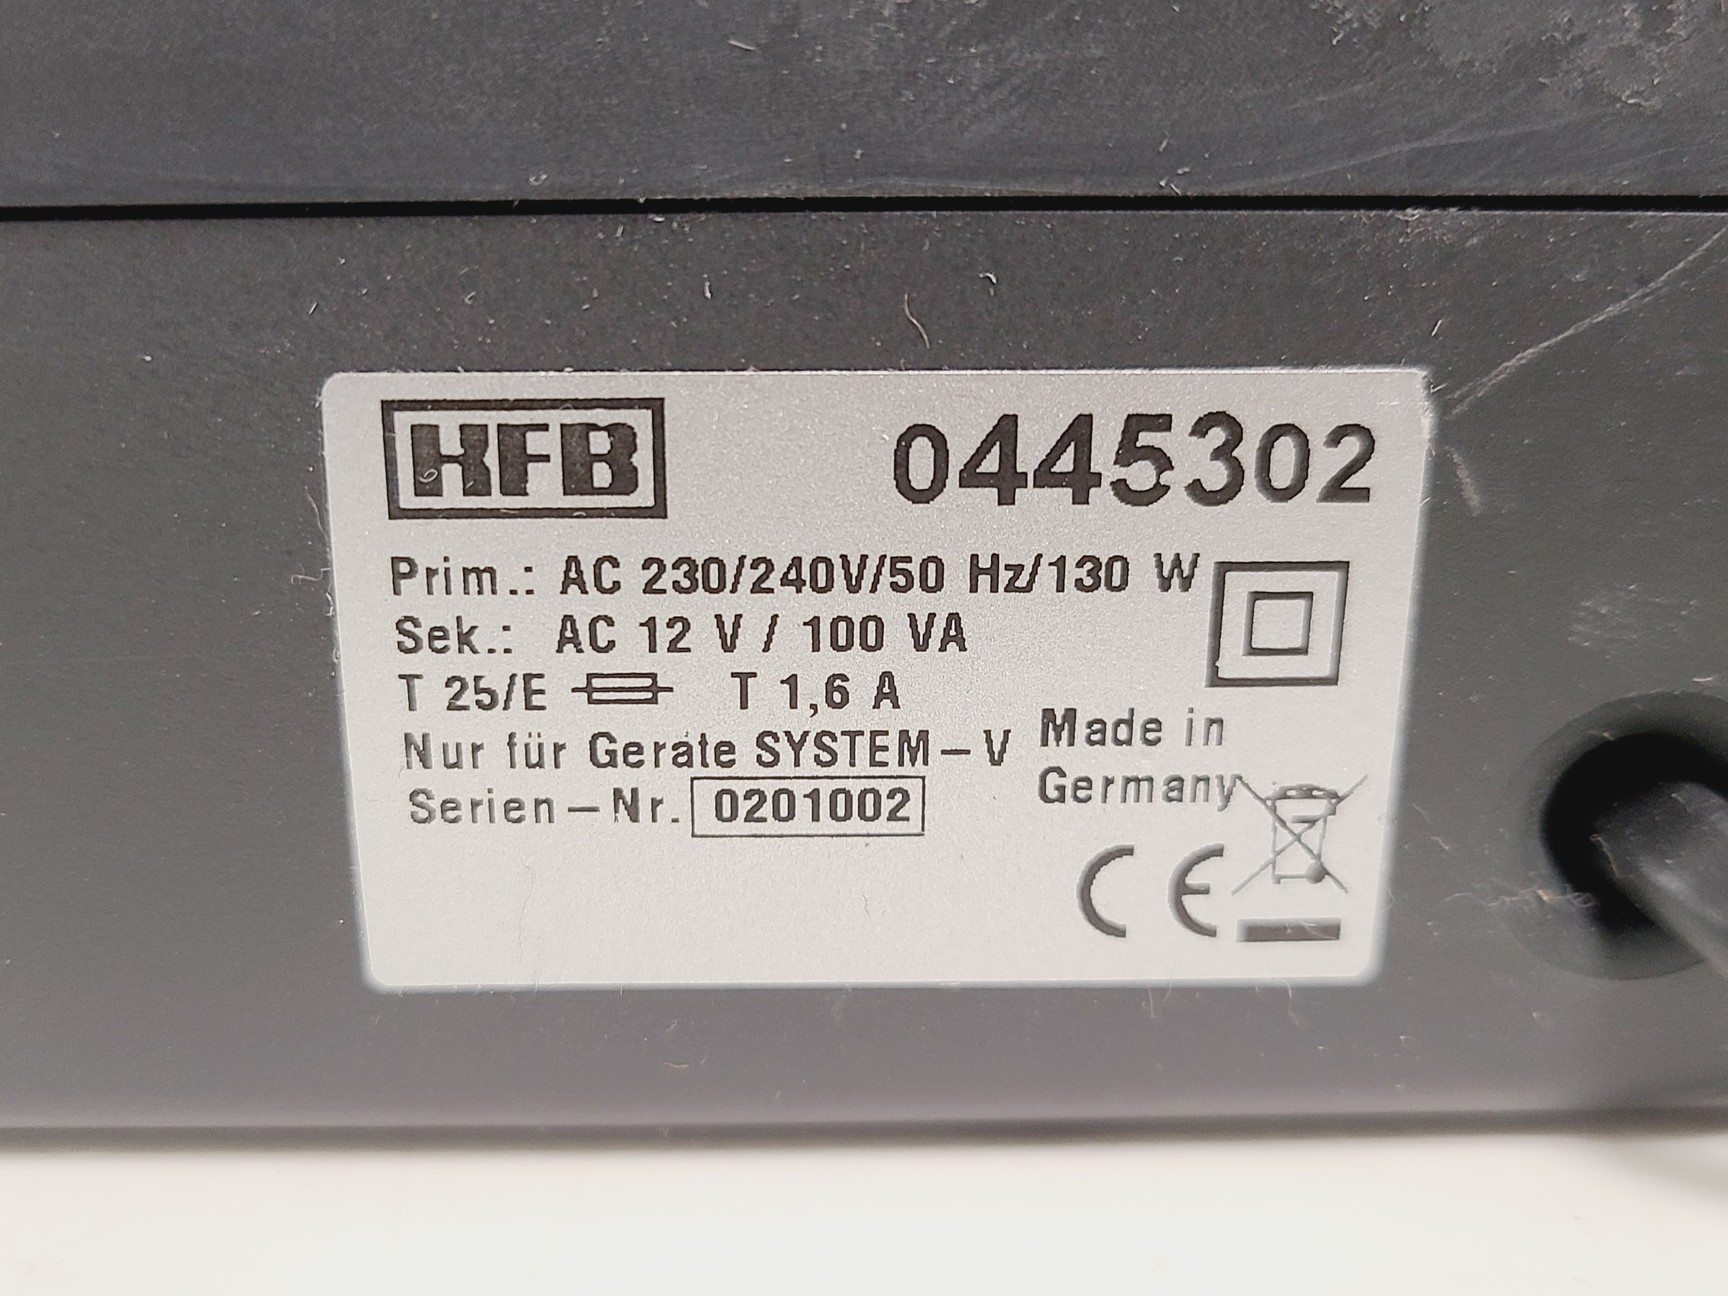 HFB 0445302
Prim.: AC 230/240V/50 Hz/130 W
Sek.: AC 12 V / 100 VA
T 25/E T 1,6 A
Nur für Geräte SYSTEM-V
Serien-Nr. 0201002
Made in
Germany
CE